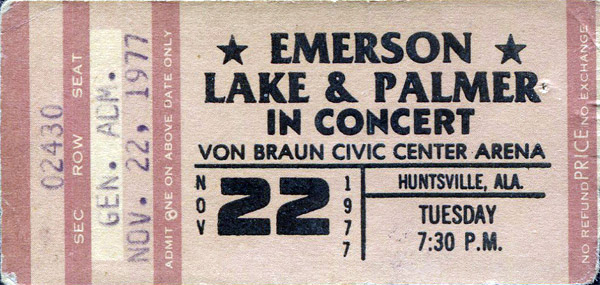 02430
SEC ROW SEAT
GEN. ADM.
NOV. 22, 1977
ADMIT ONE ON ABOVE DATE ONLY
★ EMERSON ★
LAKE & PALMER
IN CONCERT
VON BRAUN CIVIC CENTER ARENA
NOV
22
1977
HUNTSVILLE, ALA.
TUESDAY
7:30 P.M.
NO REFUND PRICE NO EXCHANGE